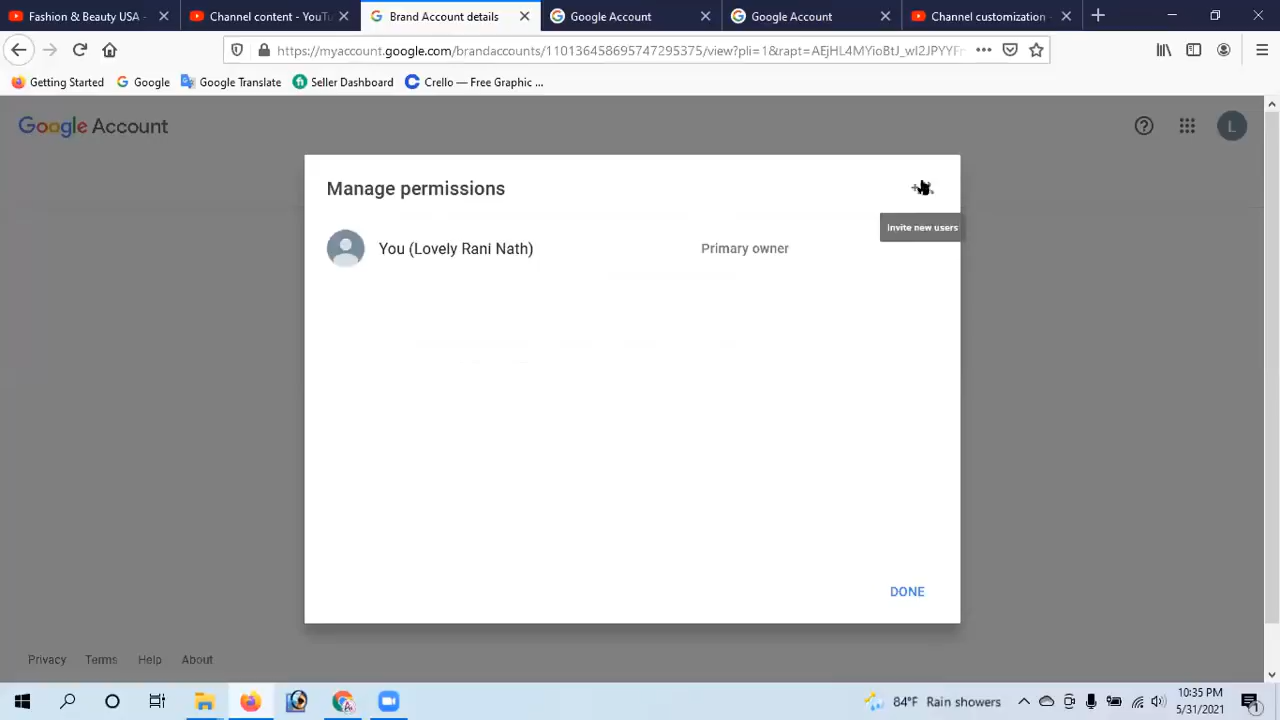 Fashion & Beauty USA -
Channel content - YouTu
Brand Account details
Google Account
Google Account
Channel customization -
https://myaccount.google.com/brandaccounts/110136458695747295375/view?pli=1&rapt=AEjHL4MYioBtJ_wI2JPYYFr
Getting Started
Google
Google Translate
Seller Dashboard
Crello — Free Graphic ...
Google Account
L
Manage permissions
Invite new users
You (Lovely Rani Nath)
Primary owner
DONE
Privacy
Terms
Help
About
84°F Rain showers
10:35 PM
5/31/2021
1